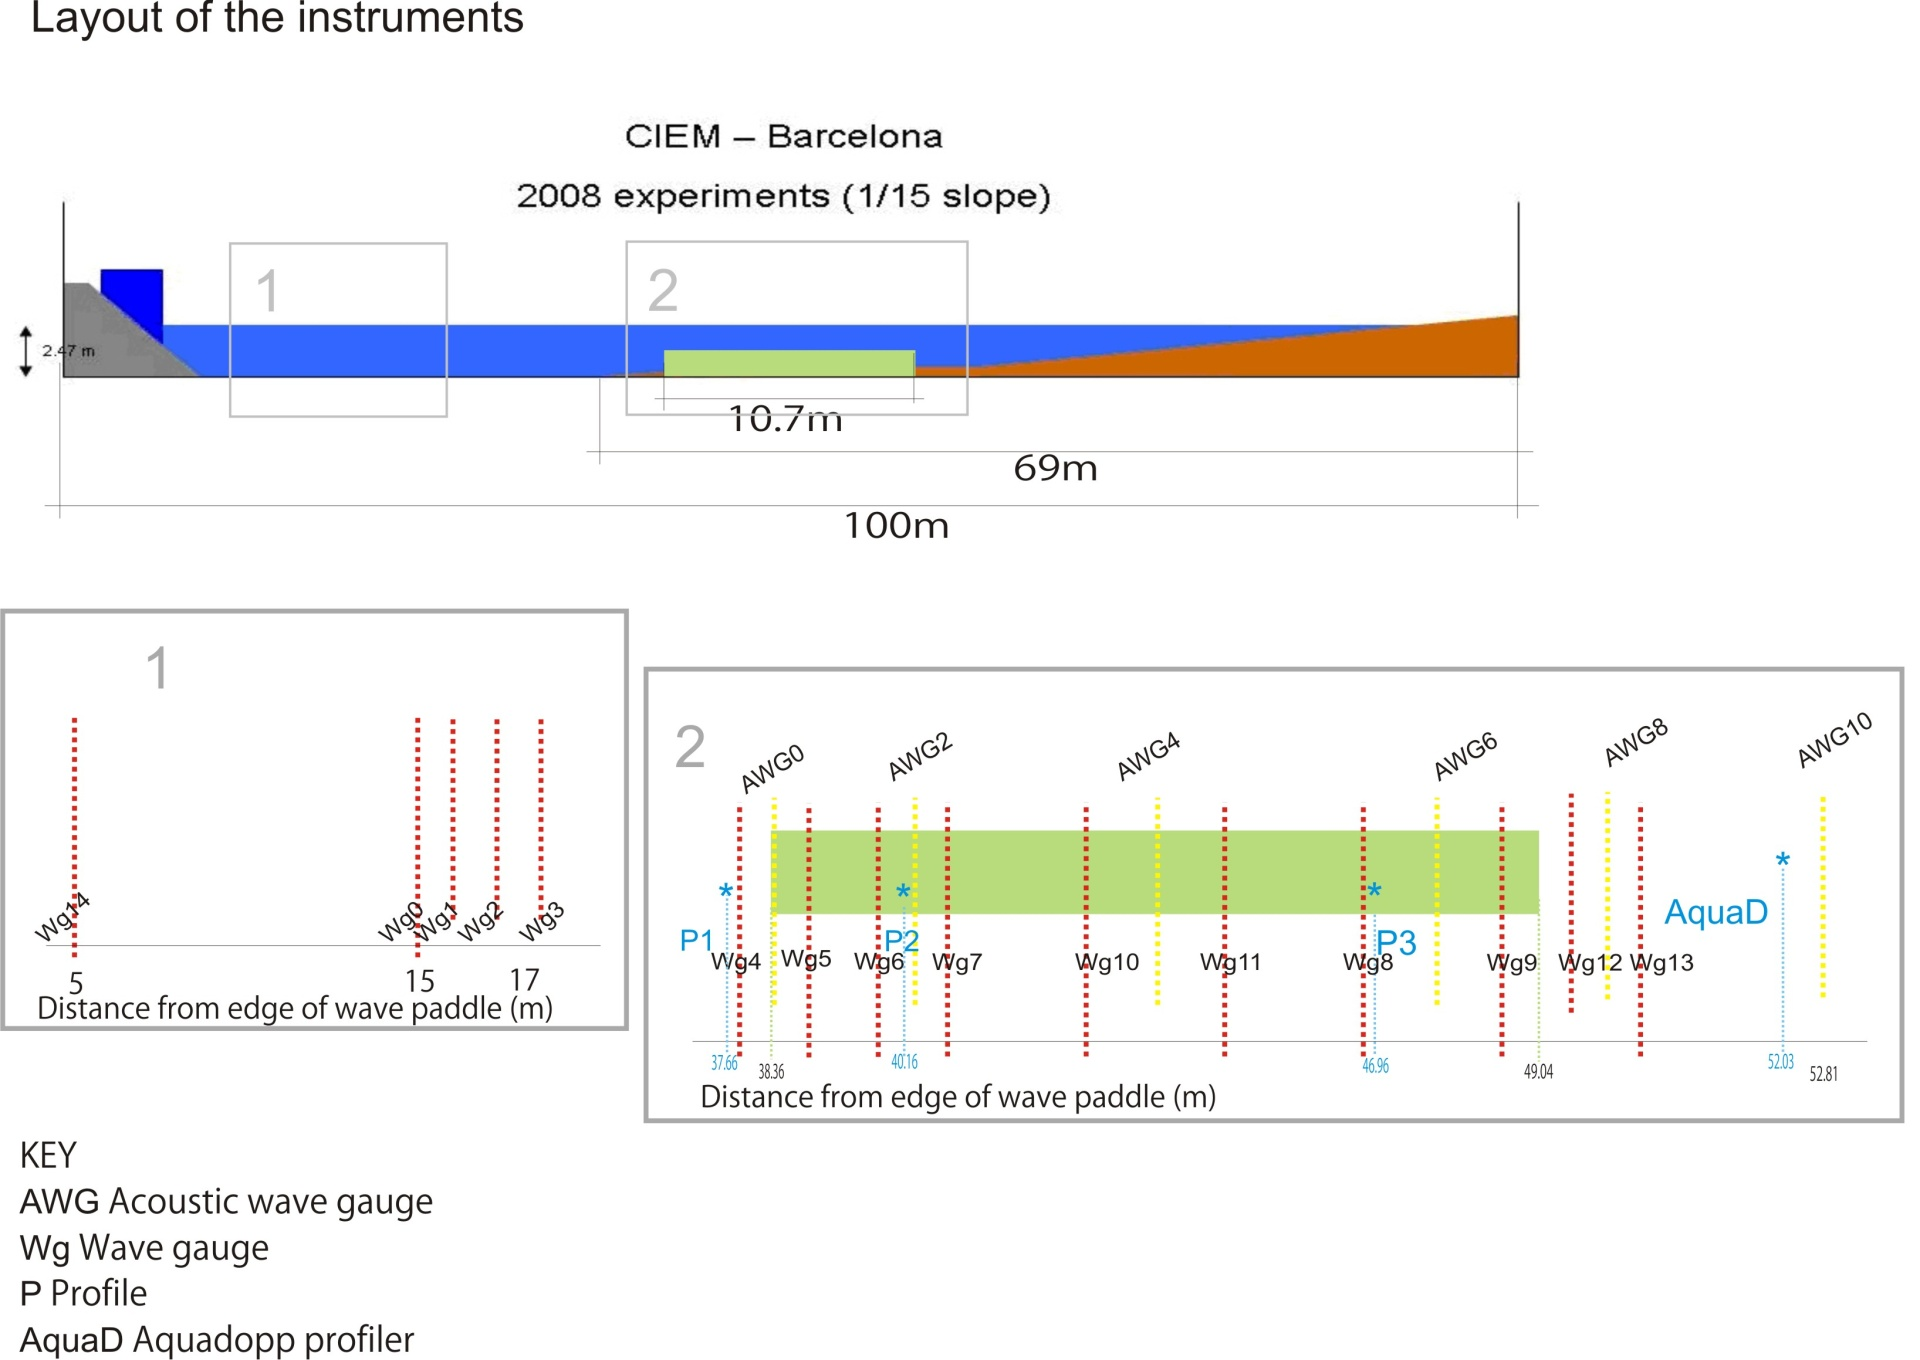 Layout of the instruments
CIEM – Barcelona
2008 experiments (1/15 slope)
1
2
2.47 m
10.7m
69m
100m
1
Wg14
Wg0
Wg1
Wg2
Wg3
5
15
17
Distance from edge of wave paddle (m)
2
AWG0
AWG2
AWG4
AWG6
AWG8
AWG10
*
*
*
*
AquaD
P1
P2
P3
Wg4
Wg5
Wg6
Wg7
Wg10
Wg11
Wg8
Wg9
Wg12
Wg13
37.66
38.36
40.16
46.96
49.04
52.03
52.81
Distance from edge of wave paddle (m)
KEY
AWG Acoustic wave gauge
Wg Wave gauge
P Profile
AquaD Aquadopp profiler